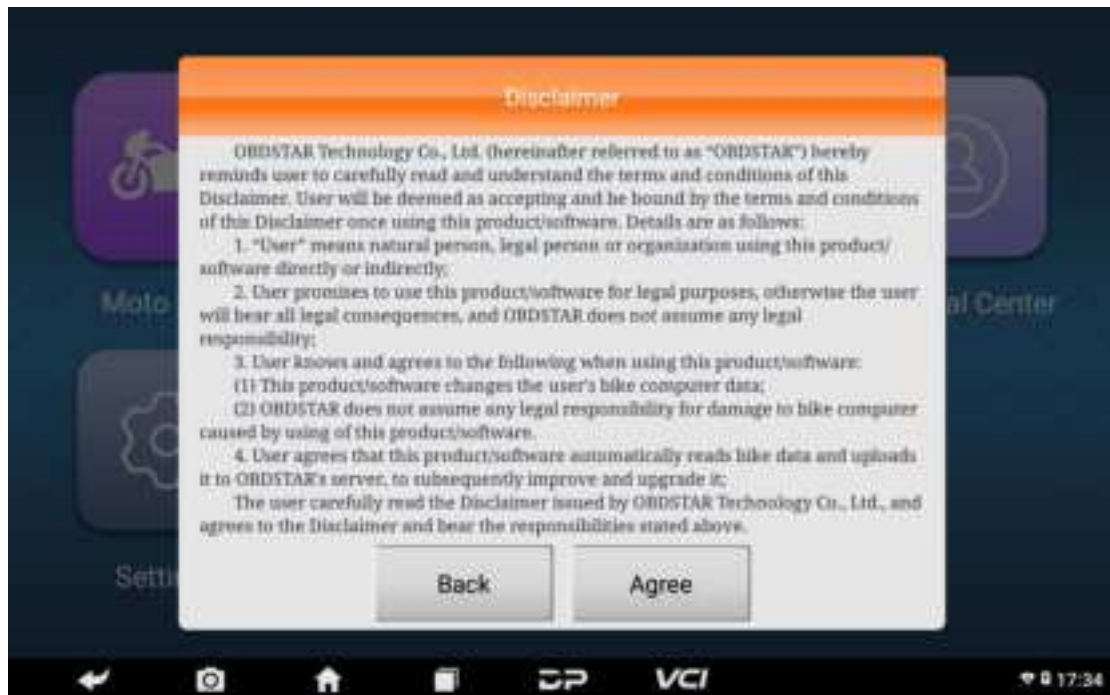 Disclaimer
OBDSTAR Technology Co., Ltd. (hereinafter referred to as "OBDSTAR") hereby
reminds user to carefully read and understand the terms and conditions of this
Disclaimer. User will be deemed as accepting and be bound by the terms and conditions
of this Disclaimer once using this product/software. Details are as follows:
1. "User" means natural person, legal person or organization using this product/
software directly or indirectly;
2. User promises to use this product/software for legal purposes, otherwise the user
will bear all legal consequences, and OBDSTAR does not assume any legal
responsibility;
3. User knows and agrees to the following when using this product/software:
(1) This product/software changes the user's bike computer data;
(2) OBDSTAR does not assume any legal responsibility for damage to bike computer
caused by using of this product/software.
4. User agrees that this product/software automatically reads bike data and uploads
it to OBDSTAR's server, to subsequently improve and upgrade it;
The user carefully read the Disclaimer issued by OBDSTAR Technology Co., Ltd., and
agrees to the Disclaimer and bear the responsibilities stated above.
Back Agree
Moto
al Center
Setti
DP VCI 17:34